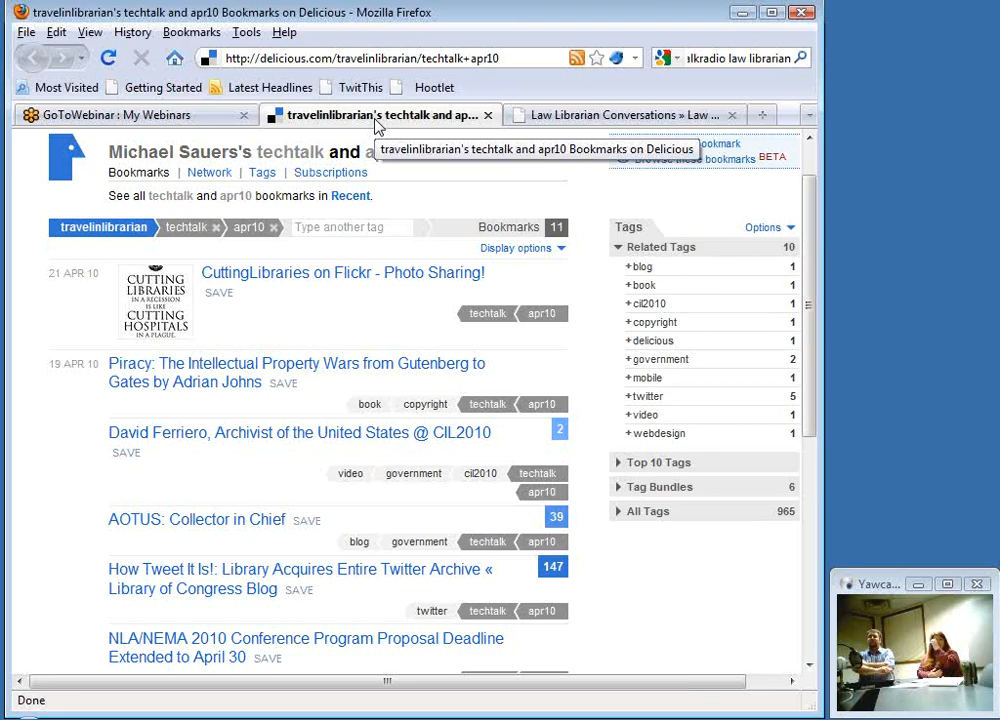 travelinlibrarian's techtalk and apr10 Bookmarks on Delicious - Mozilla Firefox
File Edit View History Bookmarks Tools Help
http://delicious.com/travelinlibrarian/techtalk+apr10
lkradio law librarian
Most Visited Getting Started Latest Headlines TwitThis Hootlet
GoToWebinar : My Webinars
travelinlibrarian's techtalk and ap...
Law Librarian Conversations » Law ...
travelinlibrarian's techtalk and apr10 Bookmarks on Delicious
Michael Sauers's techtalk and a
ookmark
Browse these bookmarks BETA
Bookmarks | Network | Tags | Subscriptions
See all techtalk and apr10 bookmarks in Recent.
travelinlibrarian techtalk apr10 Type another tag Bookmarks 11
Display options
21 APR 10
CUTTING
LIBRARIES
IN A RECESSION
IS LIKE
CUTTING
HOSPITALS
IN A PLAGUE.
CuttingLibraries on Flickr - Photo Sharing!
SAVE
techtalk apr10
19 APR 10
Piracy: The Intellectual Property Wars from Gutenberg to
Gates by Adrian Johns SAVE
book copyright techtalk apr10
David Ferriero, Archivist of the United States @ CIL2010 2
SAVE
video government cil2010 techtalk
apr10
AOTUS: Collector in Chief SAVE 39
blog government techtalk apr10
How Tweet It Is!: Library Acquires Entire Twitter Archive « 147
Library of Congress Blog SAVE
twitter techtalk apr10
NLA/NEMA 2010 Conference Program Proposal Deadline
Extended to April 30 SAVE
Tags Options
Related Tags 10
+blog 1
+book 1
+cil2010 1
+copyright 1
+delicious 1
+government 2
+mobile 1
+twitter 5
+video 1
+webdesign 1
Top 10 Tags
Tag Bundles 6
All Tags 965
Yawca...
Done